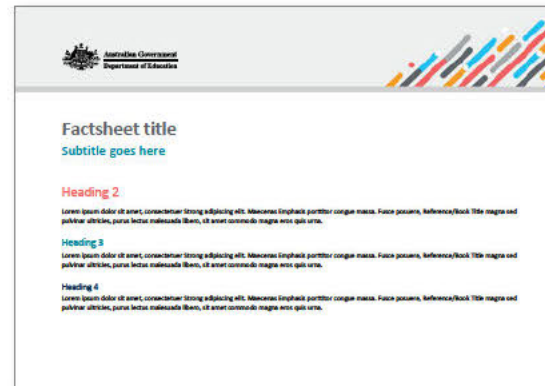 Australian Government
Department of Education
Factsheet title
Subtitle goes here
Heading 2
Lorem ipsum dolor sit amet, consectetuer Strong adipiscing elit. Maecenas Emphasis porttitor congue massa. Fusce posuere, Reference/Book Title magna sed
pulvinar ultricies, purus lectus malesuada libero, sit amet commodo magna eros quis urna.
Heading 3
Lorem ipsum dolor sit amet, consectetuer Strong adipiscing elit. Maecenas Emphasis porttitor congue massa. Fusce posuere, Reference/Book Title magna sed
pulvinar ultricies, purus lectus malesuada libero, sit amet commodo magna eros quis urna.
Heading 4
Lorem ipsum dolor sit amet, consectetuer Strong adipiscing elit. Maecenas Emphasis porttitor congue massa. Fusce posuere, Reference/Book Title magna sed
pulvinar ultricies, purus lectus malesuada libero, sit amet commodo magna eros quis urna.